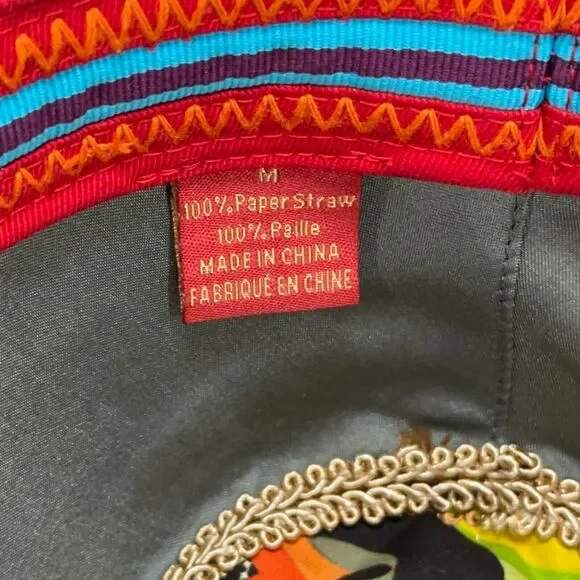 M
100% Paper Straw
100% Paille
MADE IN CHINA
FABRIQUÉ EN CHINE